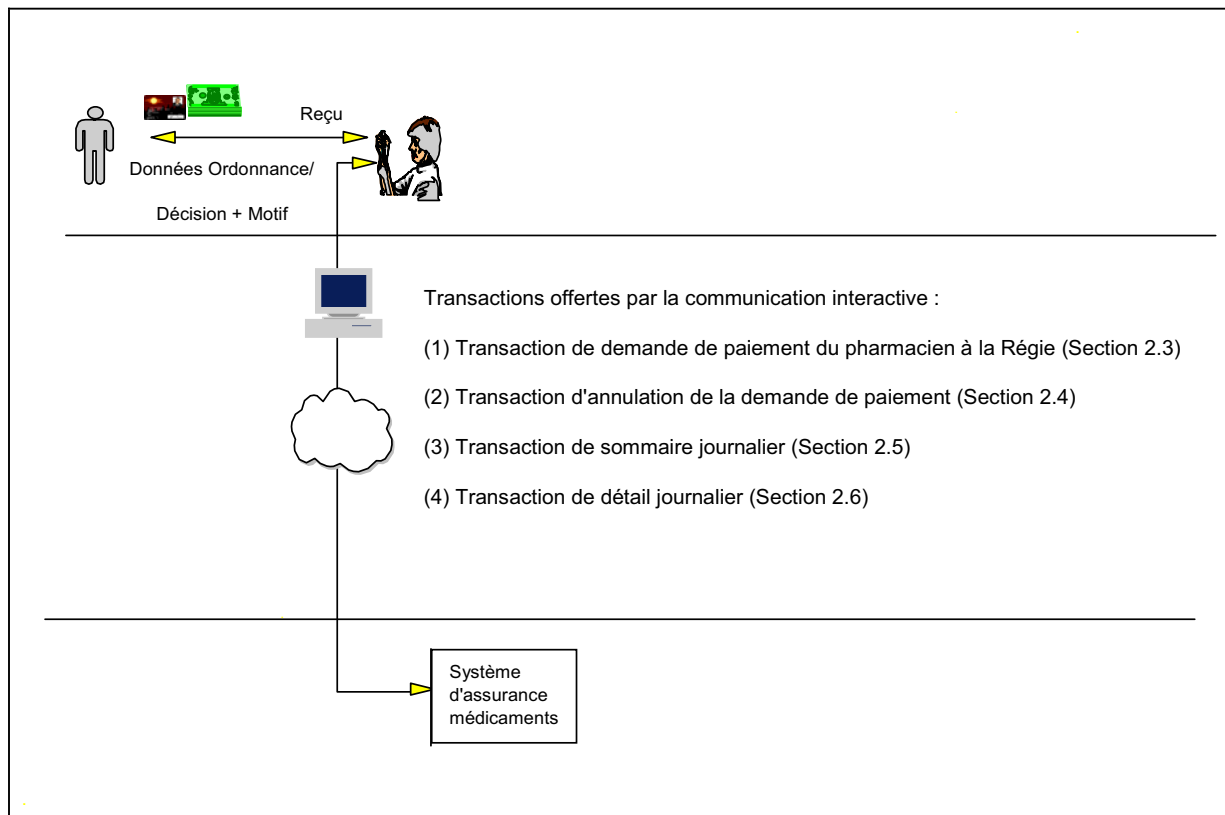 Reçu
Données Ordonnance/
Décision + Motif
Transactions offertes par la communication interactive :
(1) Transaction de demande de paiement du pharmacien à la Régie (Section 2.3)
(2) Transaction d'annulation de la demande de paiement (Section 2.4)
(3) Transaction de sommaire journalier (Section 2.5)
(4) Transaction de détail journalier (Section 2.6)
Système
d'assurance
médicaments